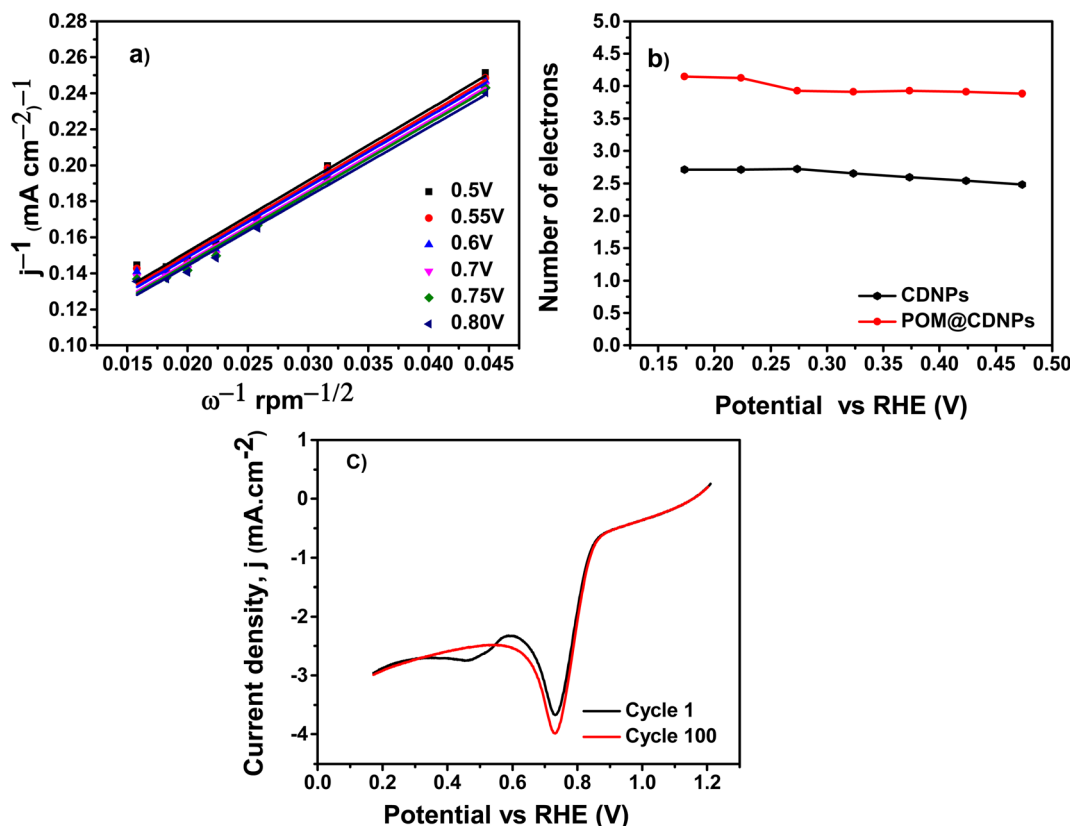 a)
j⁻¹ (mA cm⁻²)⁻¹
0.28
0.26
0.24
0.22
0.20
0.18
0.16
0.14
0.12
0.10
0.5V
0.55V
0.6V
0.7V
0.75V
0.80V
0.015 0.020 0.025 0.030 0.035 0.040 0.045
ω⁻¹ rpm⁻¹/²
b)
Number of electrons
5.0
4.5
4.0
3.5
3.0
2.5
2.0
1.5
1.0
0.5
0.0
CDNPs
POM@CDNPs
0.15 0.20 0.25 0.30 0.35 0.40 0.45 0.50
Potential vs RHE (V)
C)
Current density, j (mA.cm⁻²)
0
-1
-2
-3
-4
Cycle 1
Cycle 100
0.0 0.2 0.4 0.6 0.8 1.0 1.2
Potential vs RHE (V)